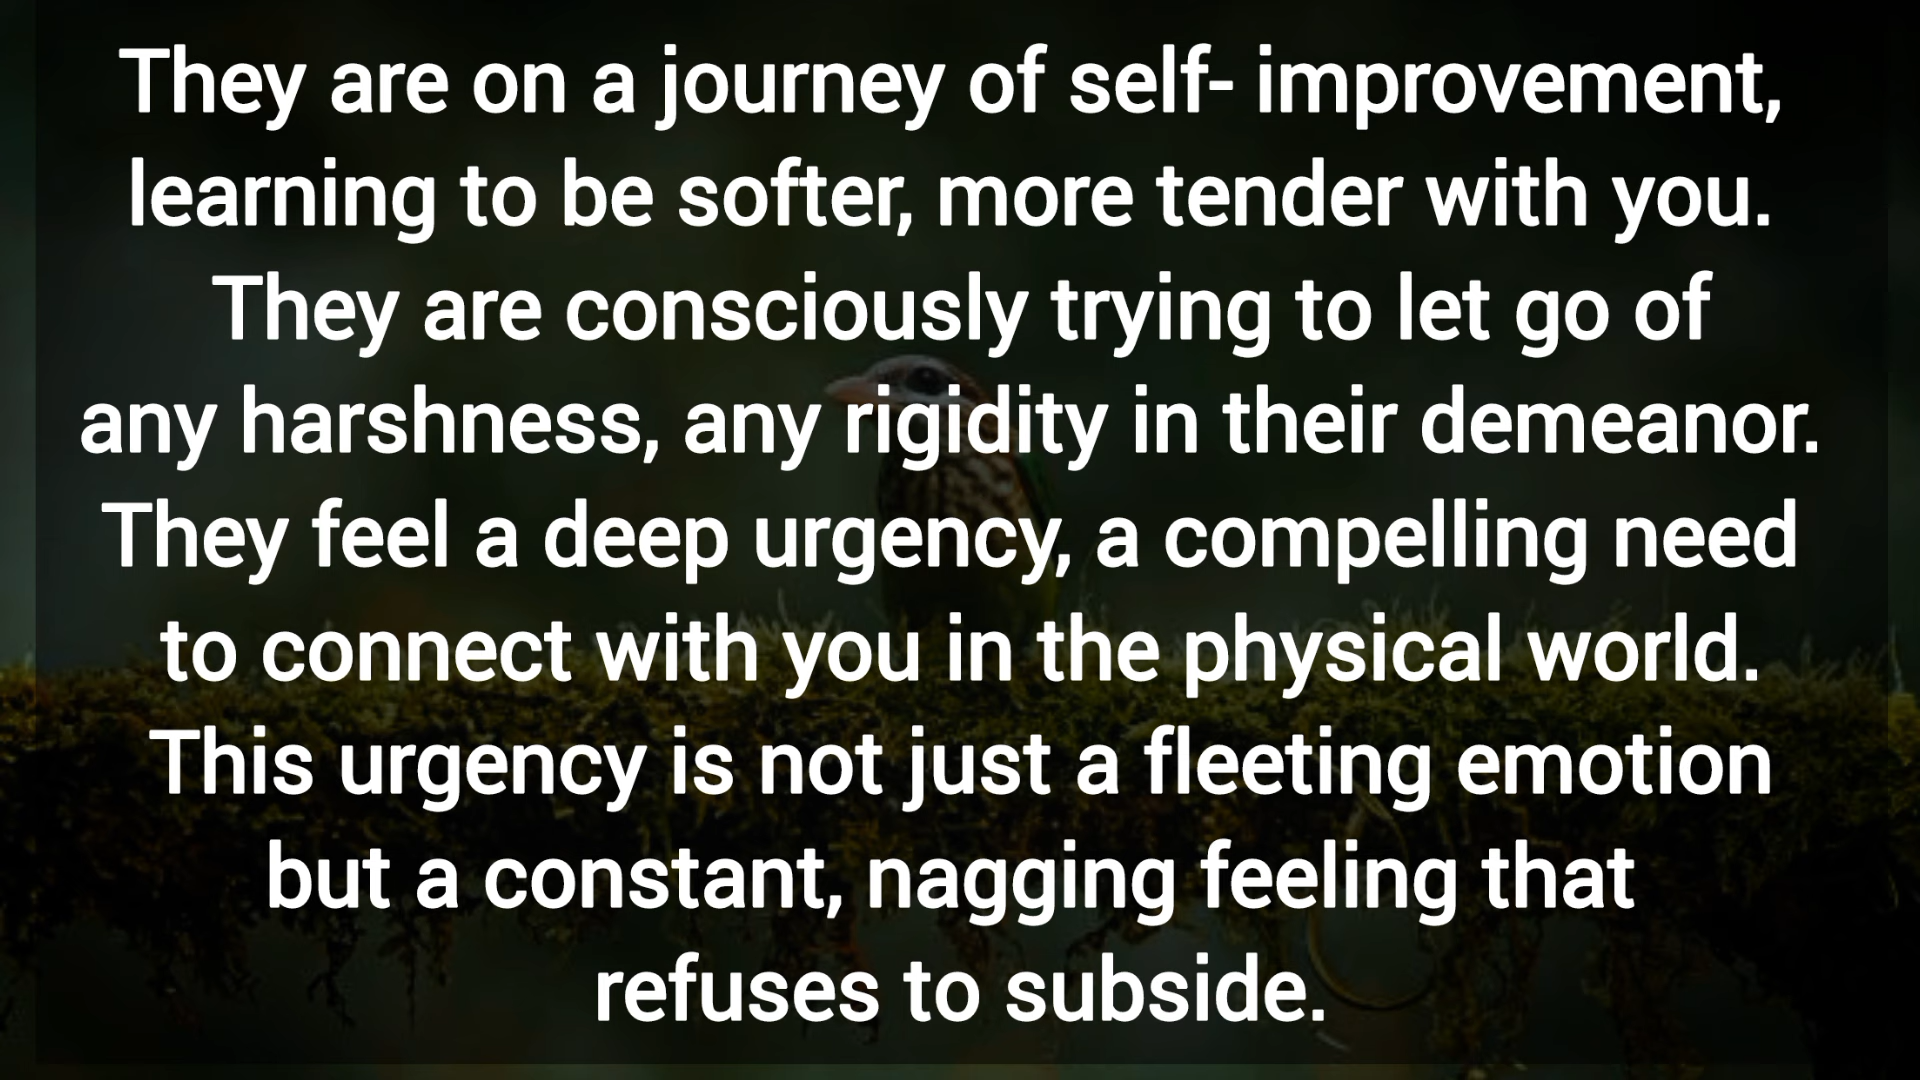 They are on a journey of self- improvement,
learning to be softer, more tender with you.
They are consciously trying to let go of
any harshness, any rigidity in their demeanor.
They feel a deep urgency, a compelling need
to connect with you in the physical world.
This urgency is not just a fleeting emotion
but a constant, nagging feeling that
refuses to subside.